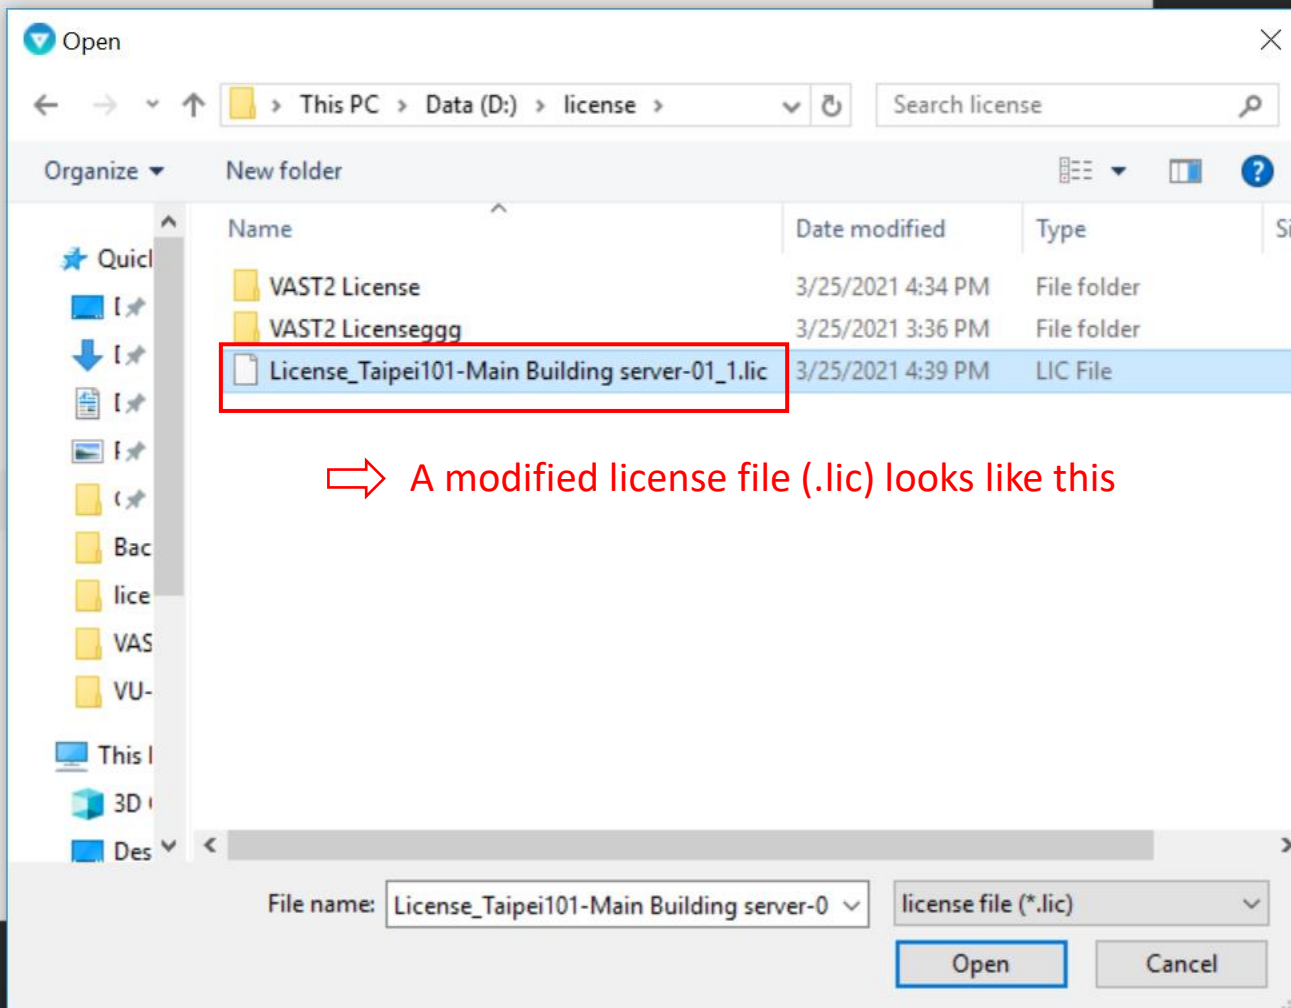 Open
This PC > Data (D:) > license >
Search license
Organize
New folder
Name Date modified Type
VAST2 License 3/25/2021 4:34 PM File folder
VAST2 Licenseggg 3/25/2021 3:36 PM File folder
License_Taipei101-Main Building server-01_1.lic 3/25/2021 4:39 PM LIC File
A modified license file (.lic) looks like this
Bac
lice
VAS
VU-
This
3D
Des
File name: License_Taipei101-Main Building server-0
license file (*.lic)
Open
Cancel